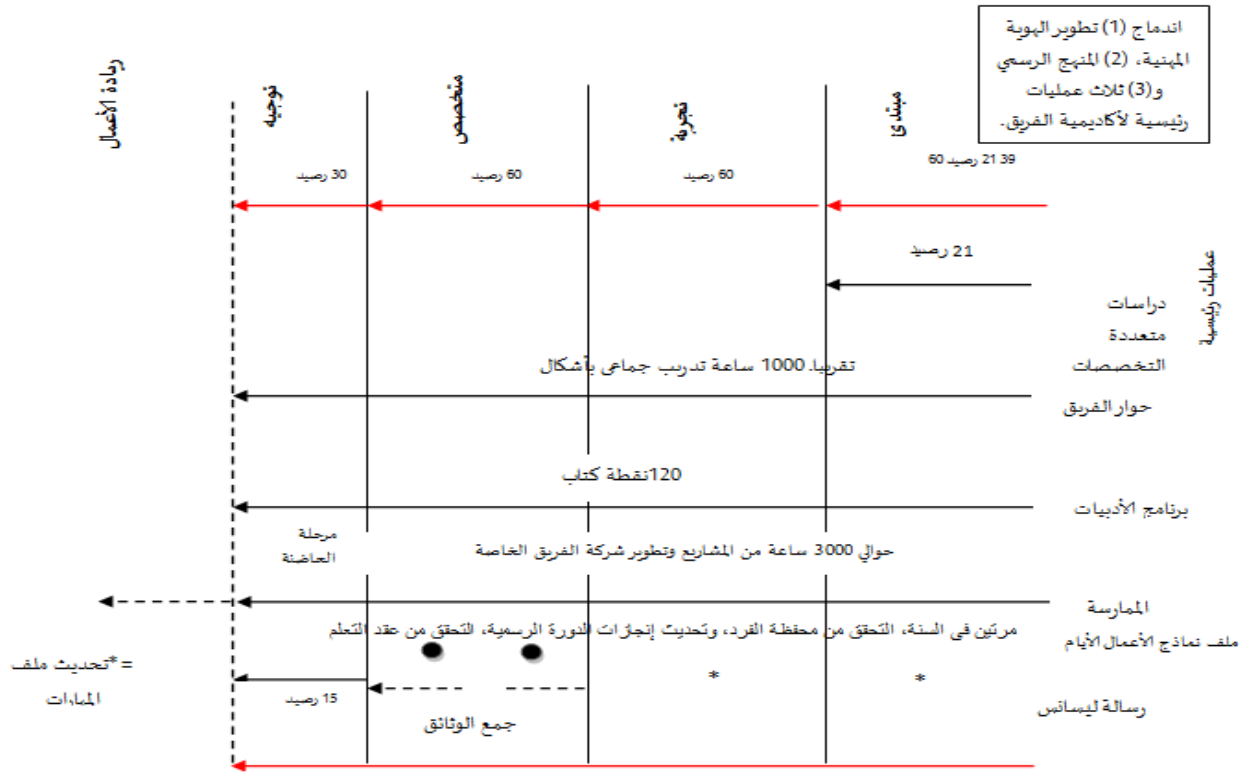 اندماج (1) تطوير الهوية
المهنية، (2) المنهج الرسمي
و(3) ثلاث عمليات
رئيسية لأكاديمية الفريق.
مبتدئ
تجربة
متخصص
توجيه
ريادة الأعمال
39 21 رصيد 60
60 رصيد
60 رصيد
30 رصيد
عمليات رئيسية
21 رصيد
دراسات
متعددة
التخصصات
تقريبا. 1000 ساعة تدريب جماعي بأشكال
حوار الفريق
120نقطة كتاب
برنامج الأدبيات
مرحلة
الحاضنة
حوالي 3000 ساعة من المشاريع وتطوير شركة الفريق الخاصة
الممارسة
مرتين في السنة، التحقق من محفظة الفرد، وتحديث إنجازات الدورة الرسمية، التحقق من عقد التعلم
ملف نماذج الأعمال الأيام
* *
= *تحديث ملف
المهارات
15 رصيد
رسالة ليسانس
جمع الوثائق